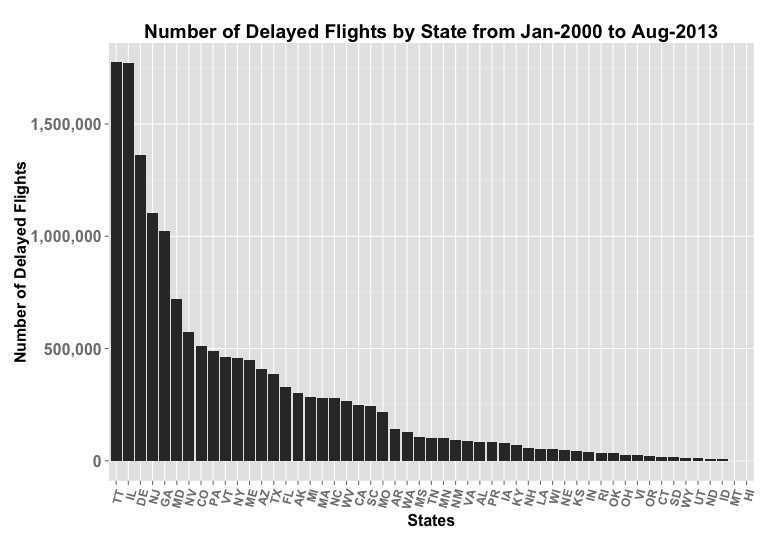 Number of Delayed Flights by State from Jan-2000 to Aug-2013
Number of Delayed Flights
1,500,000
1,000,000
500,000
0
TT IL DE NJ GA MD NV CO PA VT NY ME AZ TX FL AK MI MA NC WV CA SC MO AR WA MS TN MN NM VA AL PR IA KY NH LA WI NE KS IN RI OK OH VI OR CT SD WY UT ND ID MT HI
States